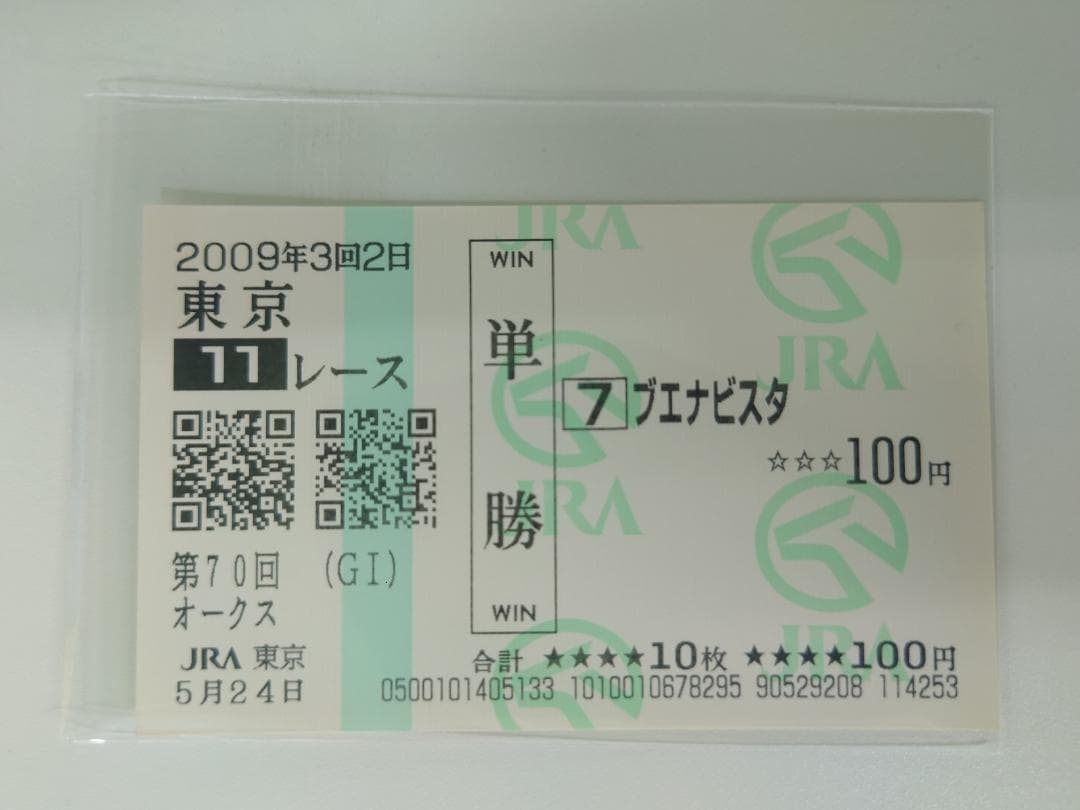 2009年3回2日
東京
11レース
第70回 (GI)
オークス
JRA 東京
5月24日
WIN
単勝
WIN
7 ブエナビスタ
☆☆☆100円
合計 ★★★★10枚 ★★★★100円
0500101405133 1010010678295 90529208 114253
JRA
JRA
JRA
JRA